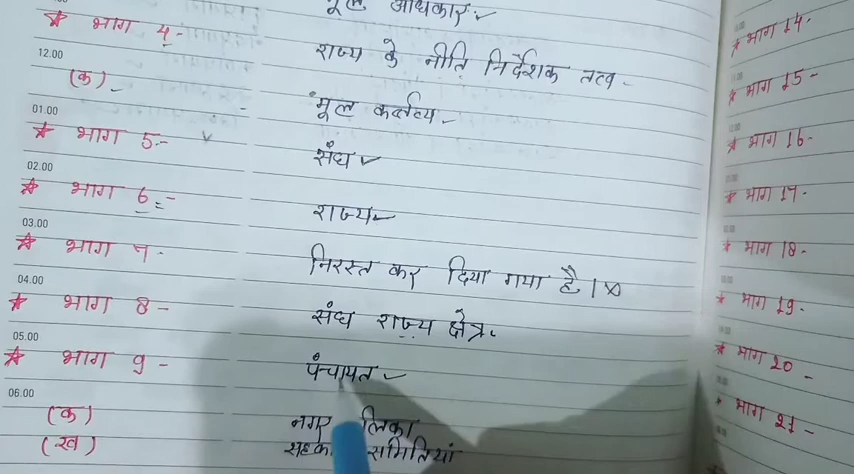 मूल अधिकार
★ भाग 4-
राज्य के नीति निर्देशक तत्व-
12.00
(क)-
मूल कर्तव्य-
01.00
★ भाग 5-
संघ
02.00
★ भाग 6-
राज्य-
03.00
★ भाग 7-
निरस्त कर दिया गया है।
04.00
★ भाग 8-
संघ राज्य क्षेत्र.
05.00
★ भाग 9-
पंचायत
06.00
(क)
(ख)
समितियां
★ भाग 14-
★ भाग 15-
★ भाग 16-
★ भाग 17-
★ भाग 18-
★ भाग 19-
★ भाग 20-
★ भाग 21-